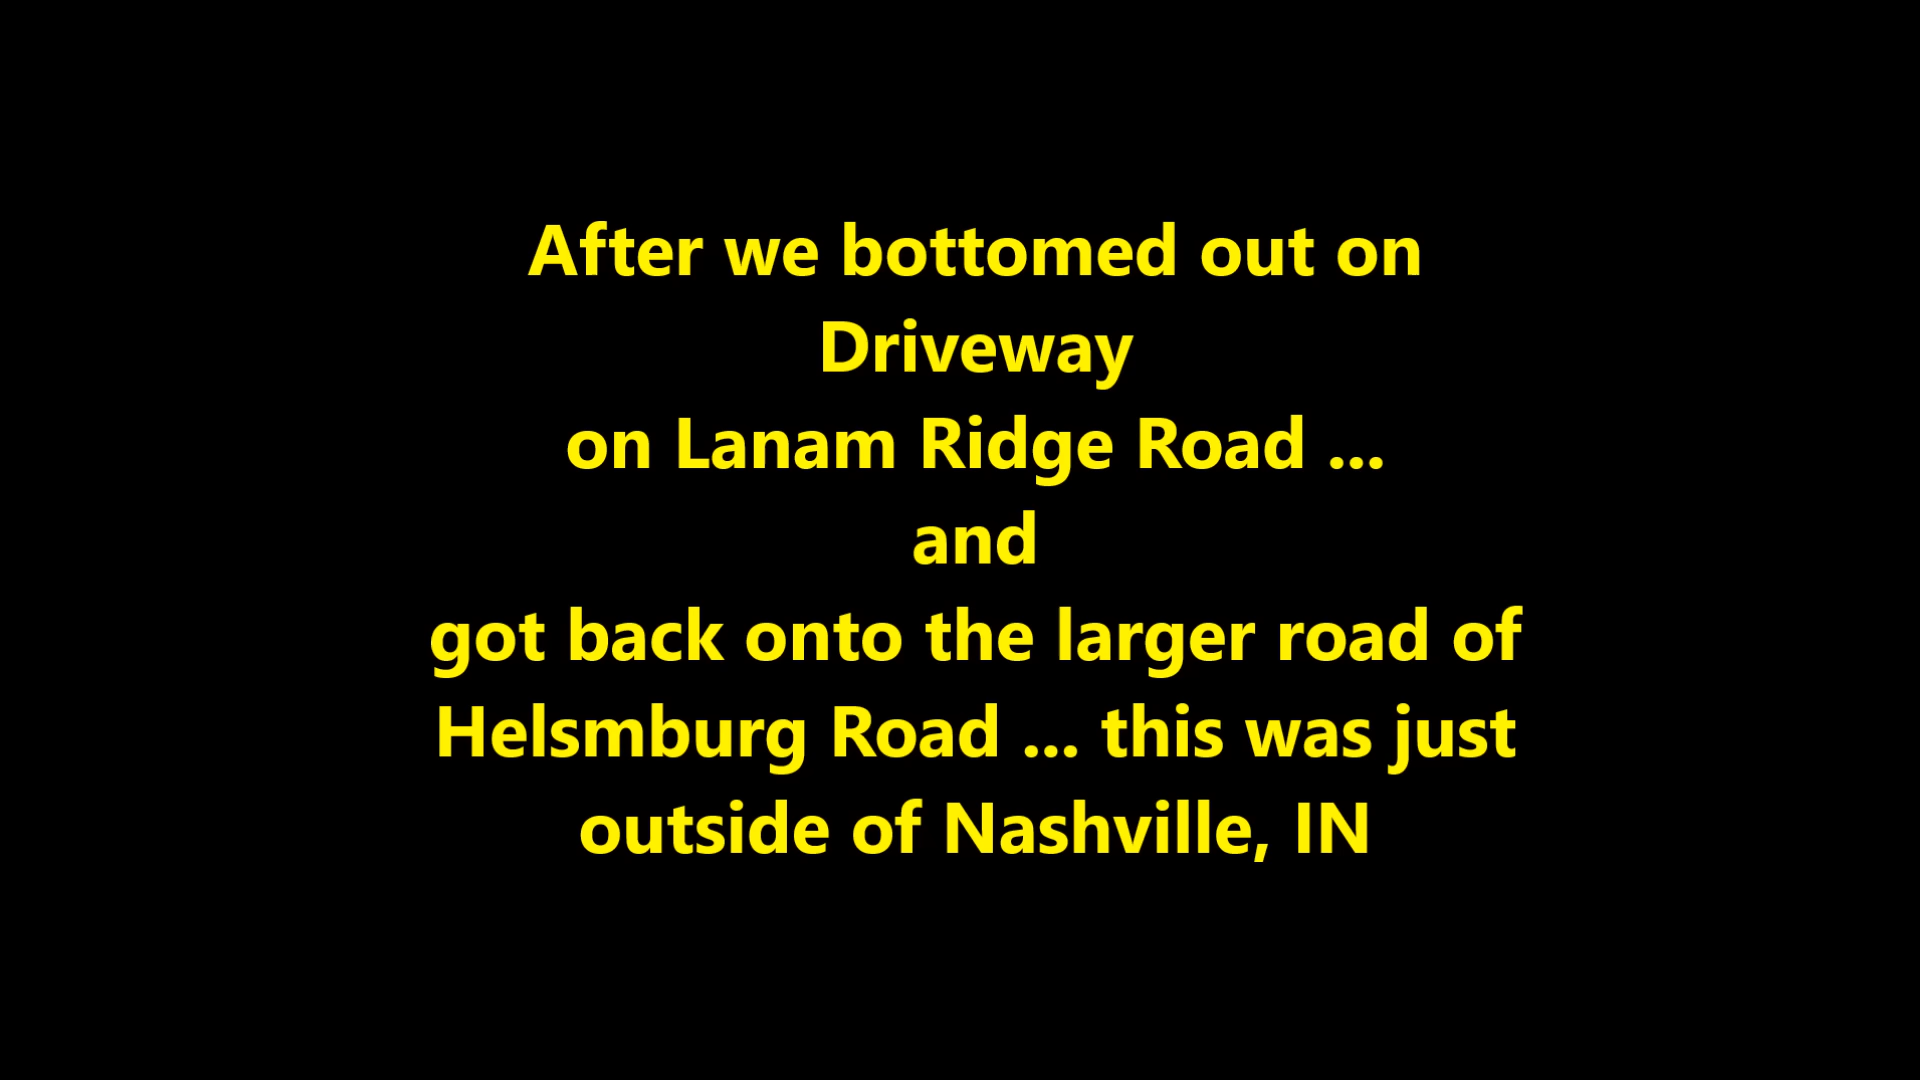 After we bottomed out on
Driveway
on Lanam Ridge Road ...
and
got back onto the larger road of
Helsmburg Road ... this was just
outside of Nashville, IN